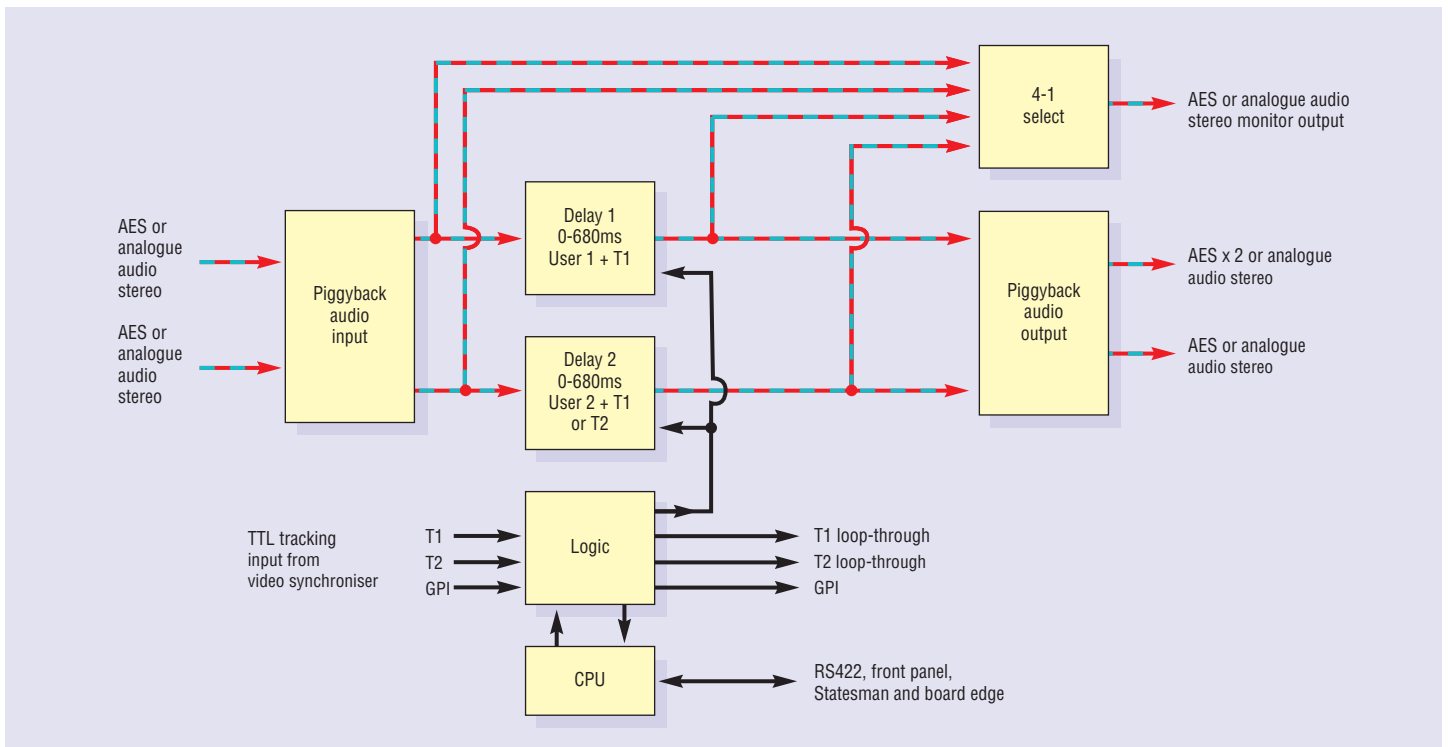 4-1
select
AES or analogue audio
stereo monitor output
AES or
analogue
audio
stereo
AES or
analogue
audio
stereo
Piggyback
audio
input
Delay 1
0-680ms
User 1 + T1
Delay 2
0-680ms
User 2 + T1
or T2
Piggyback
audio
output
AES x 2 or analogue
audio stereo
AES or analogue
audio stereo
TTL tracking
input from
video synchroniser
T1
T2
GPI
Logic
T1 loop-through
T2 loop-through
GPI
CPU
RS422, front panel,
Statesman and board edge